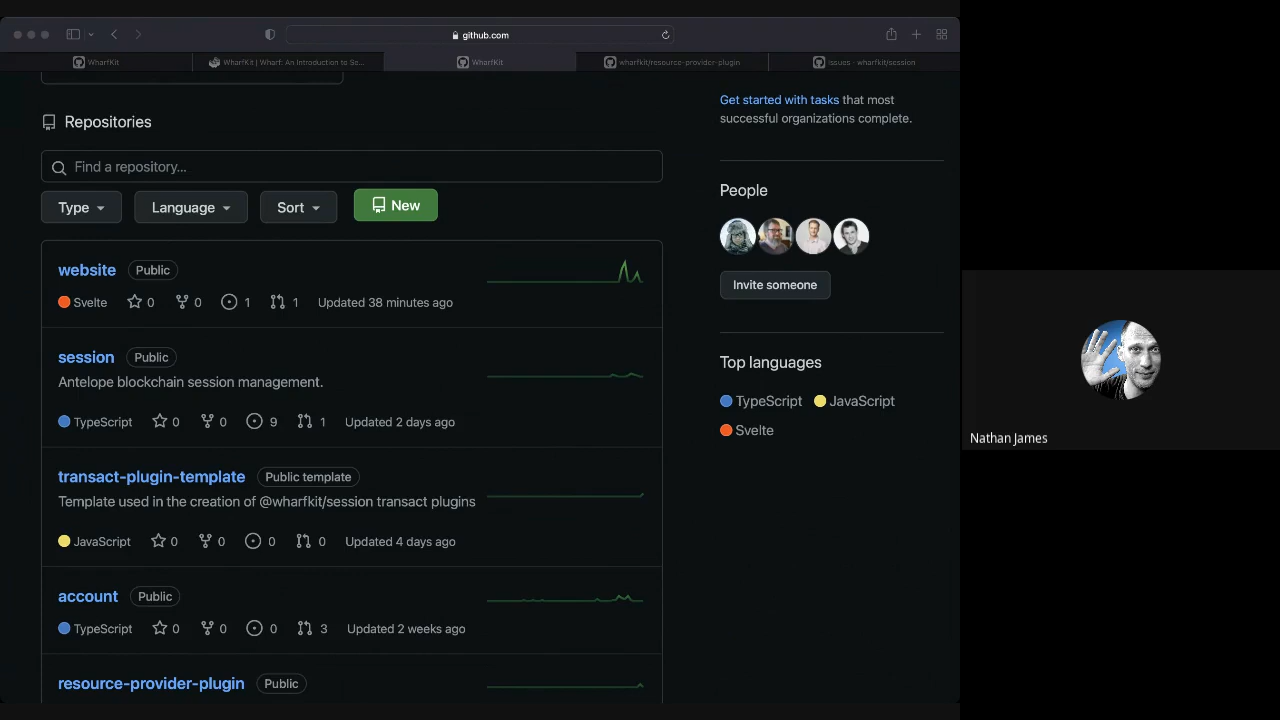 github.com
WharfKit
WharfKit | Wharf: An Introduction to Se...
WharfKit
wharfkit/resource-provider-plugin
Issues · wharfkit/session
Get started with tasks that most
successful organizations complete.
Repositories
Find a repository...
Type
Language
Sort
New
People
Invite someone
website
Public
Svelte
0
0
1
1
Updated 38 minutes ago
session
Public
Antelope blockchain session management.
TypeScript
0
0
9
1
Updated 2 days ago
Top languages
TypeScript
JavaScript
Svelte
transact-plugin-template
Public template
Template used in the creation of @wharfkit/session transact plugins
JavaScript
0
0
0
0
Updated 4 days ago
account
Public
TypeScript
0
0
0
3
Updated 2 weeks ago
resource-provider-plugin
Public
Nathan James